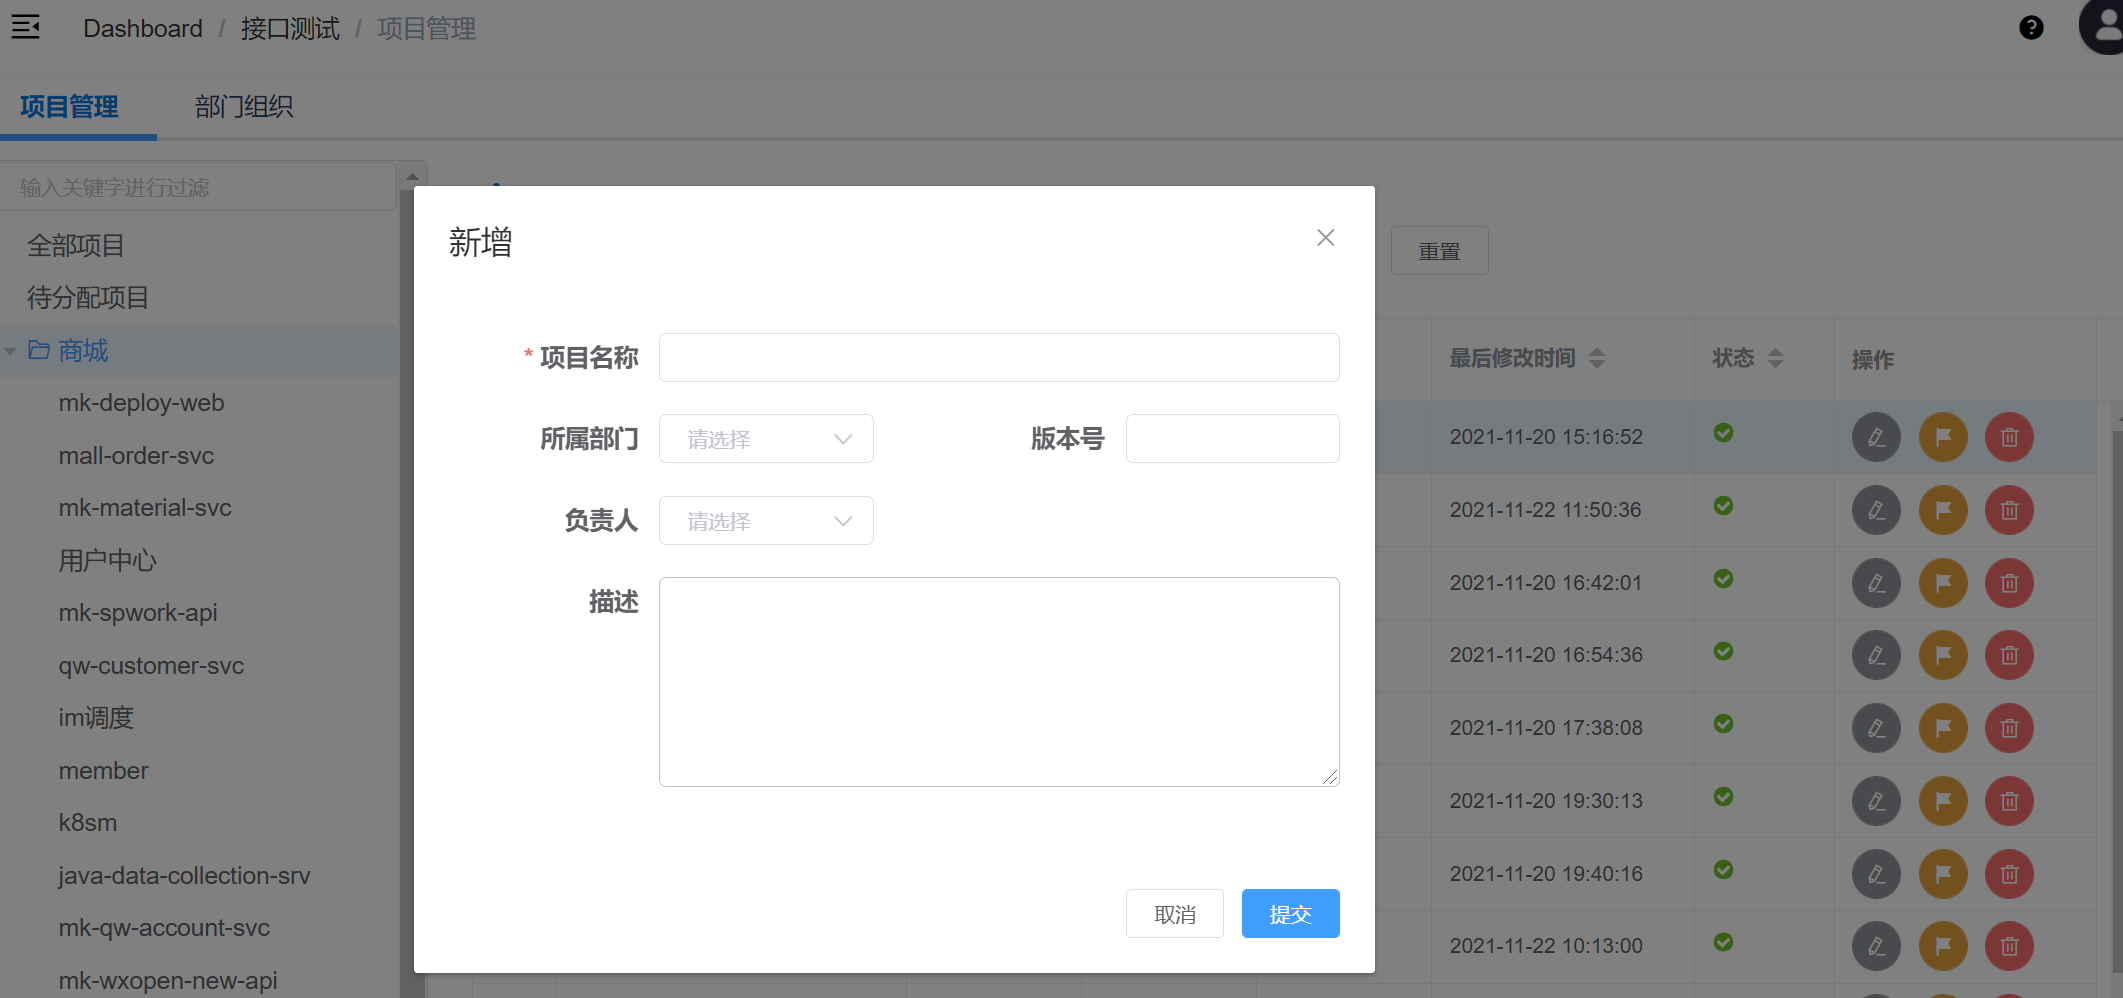 Dashboard / 接口测试 / 项目管理
项目管理 部门组织
输入关键字进行过滤
全部项目
待分配项目
商城
mk-deploy-web
mall-order-svc
mk-material-svc
用户中心
mk-spwork-api
qw-customer-svc
im调度
member
k8sm
java-data-collection-srv
mk-qw-account-svc
mk-wxopen-new-api
新增
* 项目名称
所属部门 请选择 版本号
负责人 请选择
描述
取消 提交
重置
最后修改时间 状态 操作
2021-11-20 15:16:52
2021-11-22 11:50:36
2021-11-20 16:42:01
2021-11-20 16:54:36
2021-11-20 17:38:08
2021-11-20 19:30:13
2021-11-20 19:40:16
2021-11-22 10:13:00